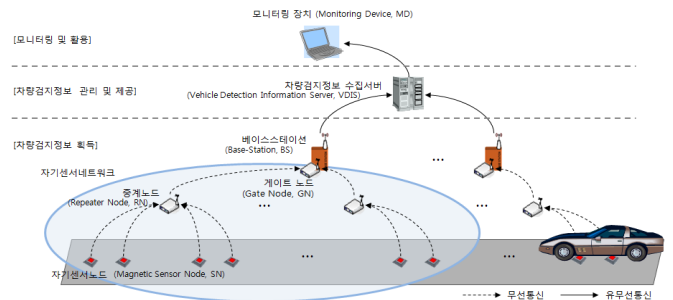 모니터링 장치 (Monitoring Device, MD)
[모니터링 및 활용]
차량검지정보 수집서버
(Vehicle Detection Information Server, VDIS)
[차량검지정보 관리 및 제공]
베이스스테이션
(Base-Station, BS)
[차량검지정보 획득]
...
자기센서네트워크
게이트 노드
(Gate Node, GN)
중계노드
(Repeater Node, RN)
...
...
...
...
자기센서노드 (Magnetic Sensor Node, SN)
무선통신
유무선통신